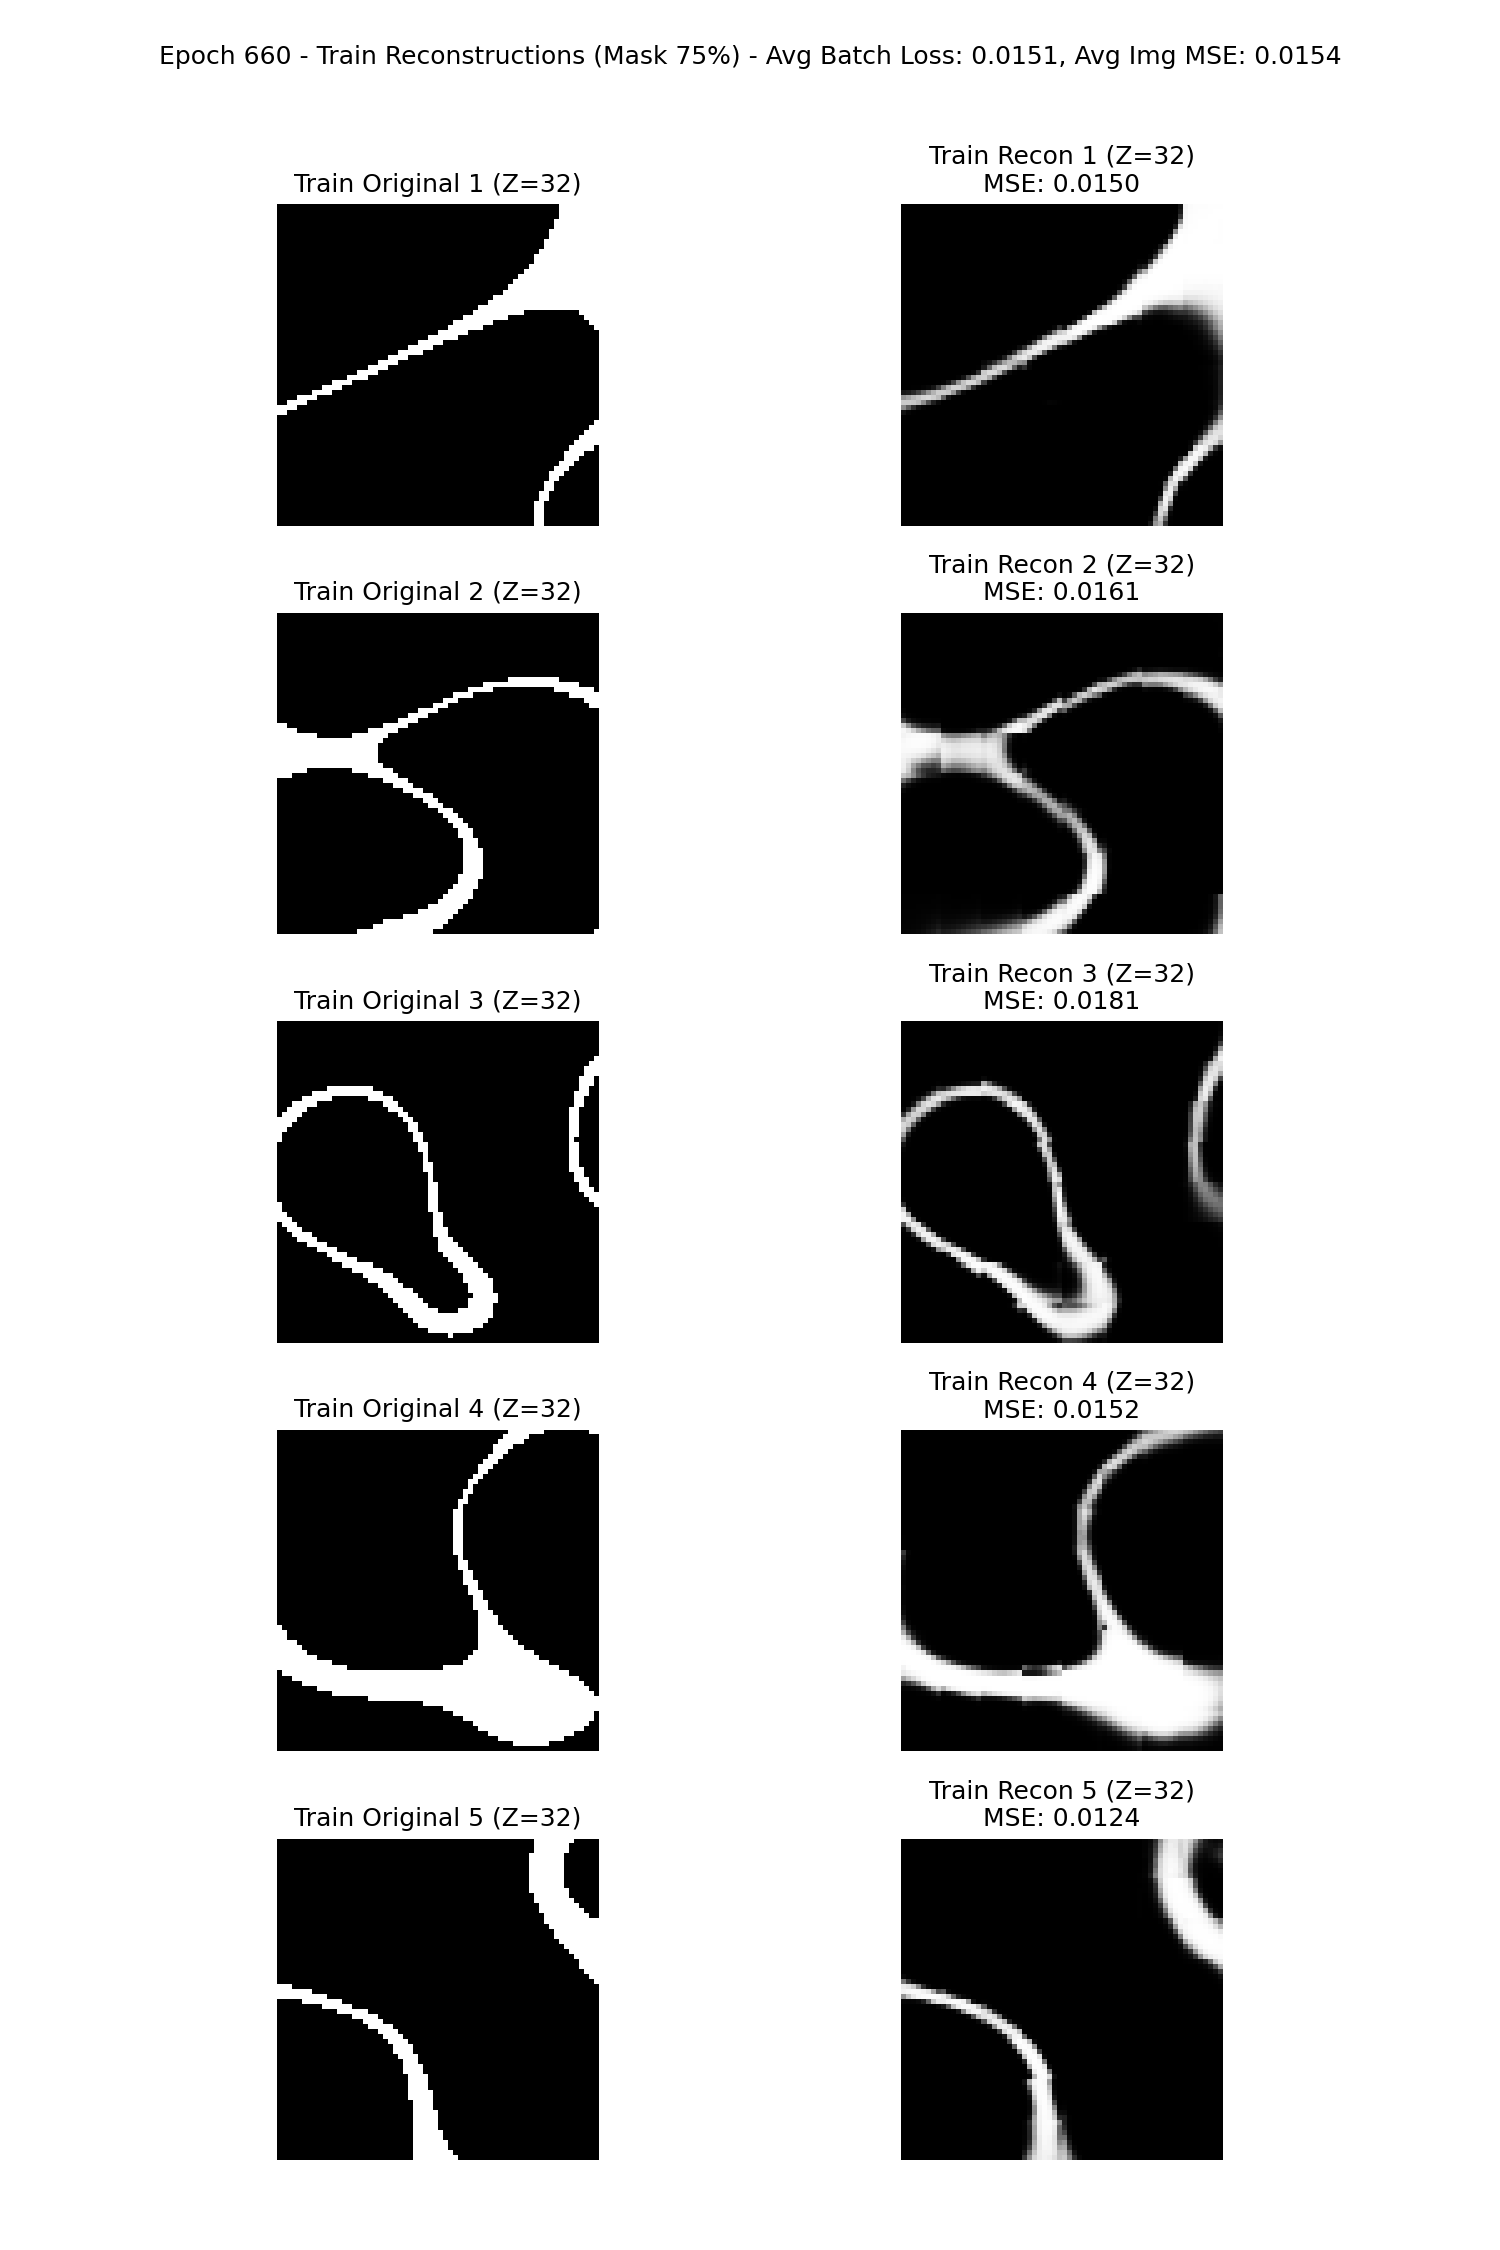 Epoch 660 - Train Reconstructions (Mask 75%) - Avg Batch Loss: 0.0151, Avg Img MSE: 0.0154
Train Original 1 (Z=32)
Train Recon 1 (Z=32)
MSE: 0.0150
Train Original 2 (Z=32)
Train Recon 2 (Z=32)
MSE: 0.0161
Train Original 3 (Z=32)
Train Recon 3 (Z=32)
MSE: 0.0181
Train Original 4 (Z=32)
Train Recon 4 (Z=32)
MSE: 0.0152
Train Original 5 (Z=32)
Train Recon 5 (Z=32)
MSE: 0.0124